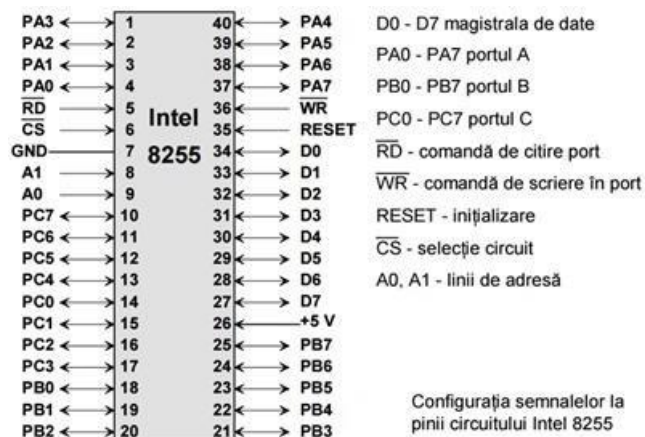 PA3 1 40 PA4
PA2 2 39 PA5
PA1 3 38 PA6
PA0 4 37 PA7
RD 5 36 WR
CS 6 35 RESET
GND 7 34 D0
A1 8 33 D1
A0 9 32 D2
PC7 10 31 D3
PC6 11 30 D4
PC5 12 29 D5
PC4 13 28 D6
PC0 14 27 D7
PC1 15 26 +5 V
PC2 16 25 PB7
PC3 17 24 PB6
PB0 18 23 PB5
PB1 19 22 PB4
PB2 20 21 PB3
Intel
8255
D0 - D7 magistrala de date
PA0 - PA7 portul A
PB0 - PB7 portul B
PC0 - PC7 portul C
RD - comandă de citire port
WR - comandă de scriere în port
RESET - inițializare
CS - selecție circuit
A0, A1 - linii de adresă
Configurația semnalelor la
pinii circuitului Intel 8255